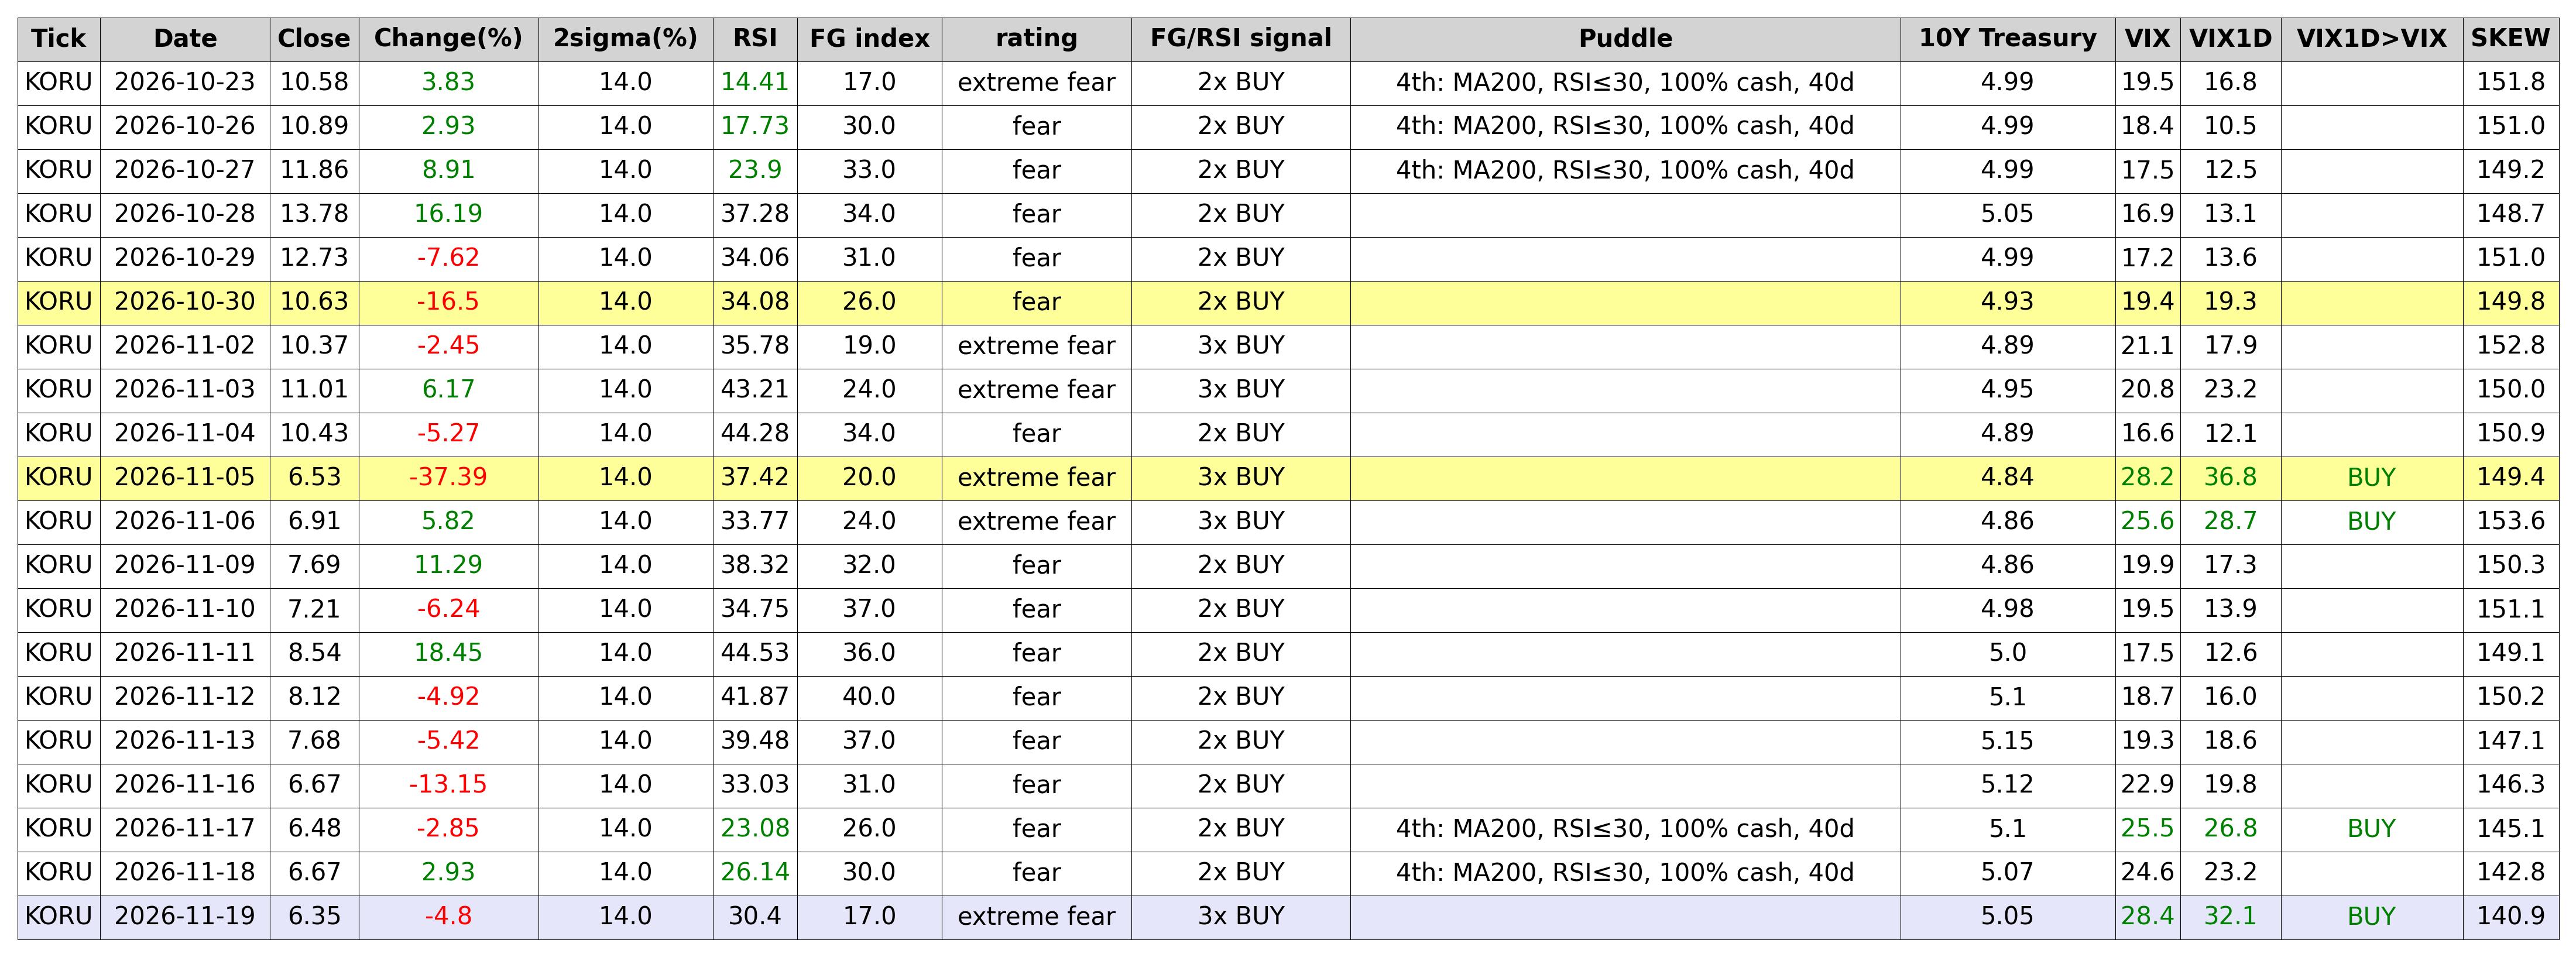 Tick Date Close Change(%) 2sigma(%) RSI FG index rating FG/RSI signal Puddle 10Y Treasury VIX VIX1D VIX1D>VIX SKEW
KORU 2026-10-23 10.58 3.83 14.0 14.41 17.0 extreme fear 2x BUY 4th: MA200, RSI≤30, 100% cash, 40d 4.99 19.5 16.8 151.8
KORU 2026-10-26 10.89 2.93 14.0 17.73 30.0 fear 2x BUY 4th: MA200, RSI≤30, 100% cash, 40d 4.99 18.4 10.5 151.0
KORU 2026-10-27 11.86 8.91 14.0 23.9 33.0 fear 2x BUY 4th: MA200, RSI≤30, 100% cash, 40d 4.99 17.5 12.5 149.2
KORU 2026-10-28 13.78 16.19 14.0 37.28 34.0 fear 2x BUY 5.05 16.9 13.1 148.7
KORU 2026-10-29 12.73 -7.62 14.0 34.06 31.0 fear 2x BUY 4.99 17.2 13.6 151.0
KORU 2026-10-30 10.63 -16.5 14.0 34.08 26.0 fear 2x BUY 4.93 19.4 19.3 149.8
KORU 2026-11-02 10.37 -2.45 14.0 35.78 19.0 extreme fear 3x BUY 4.89 21.1 17.9 152.8
KORU 2026-11-03 11.01 6.17 14.0 43.21 24.0 extreme fear 3x BUY 4.95 20.8 23.2 150.0
KORU 2026-11-04 10.43 -5.27 14.0 44.28 34.0 fear 2x BUY 4.89 16.6 12.1 150.9
KORU 2026-11-05 6.53 -37.39 14.0 37.42 20.0 extreme fear 3x BUY 4.84 28.2 36.8 BUY 149.4
KORU 2026-11-06 6.91 5.82 14.0 33.77 24.0 extreme fear 3x BUY 4.86 25.6 28.7 BUY 153.6
KORU 2026-11-09 7.69 11.29 14.0 38.32 32.0 fear 2x BUY 4.86 19.9 17.3 150.3
KORU 2026-11-10 7.21 -6.24 14.0 34.75 37.0 fear 2x BUY 4.98 19.5 13.9 151.1
KORU 2026-11-11 8.54 18.45 14.0 44.53 36.0 fear 2x BUY 5.0 17.5 12.6 149.1
KORU 2026-11-12 8.12 -4.92 14.0 41.87 40.0 fear 2x BUY 5.1 18.7 16.0 150.2
KORU 2026-11-13 7.68 -5.42 14.0 39.48 37.0 fear 2x BUY 5.15 19.3 18.6 147.1
KORU 2026-11-16 6.67 -13.15 14.0 33.03 31.0 fear 2x BUY 5.12 22.9 19.8 146.3
KORU 2026-11-17 6.48 -2.85 14.0 23.08 26.0 fear 2x BUY 4th: MA200, RSI≤30, 100% cash, 40d 5.1 25.5 26.8 BUY 145.1
KORU 2026-11-18 6.67 2.93 14.0 26.14 30.0 fear 2x BUY 4th: MA200, RSI≤30, 100% cash, 40d 5.07 24.6 23.2 142.8
KORU 2026-11-19 6.35 -4.8 14.0 30.4 17.0 extreme fear 3x BUY 5.05 28.4 32.1 BUY 140.9